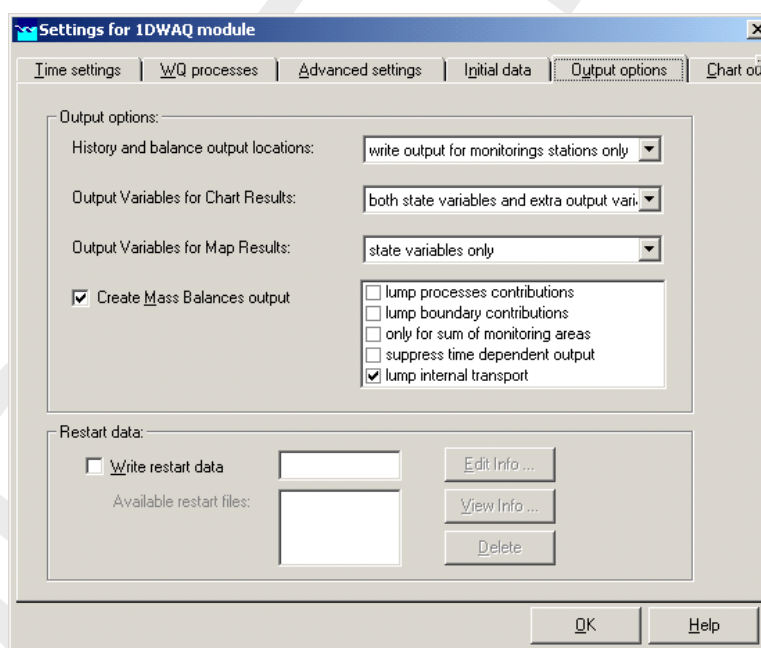 Settings for 1DWAQ module
Time settings
WQ processes
Advanced settings
Initial data
Output options
Chart ou
Output options:
History and balance output locations:
write output for monitorings stations only
Output Variables for Chart Results:
both state variables and extra output vari
Output Variables for Map Results:
state variables only
Create Mass Balances output
lump processes contributions
lump boundary contributions
only for sum of monitoring areas
suppress time dependent output
lump internal transport
Restart data:
Write restart data
Edit Info ...
Available restart files:
View Info ...
Delete
OK
Help